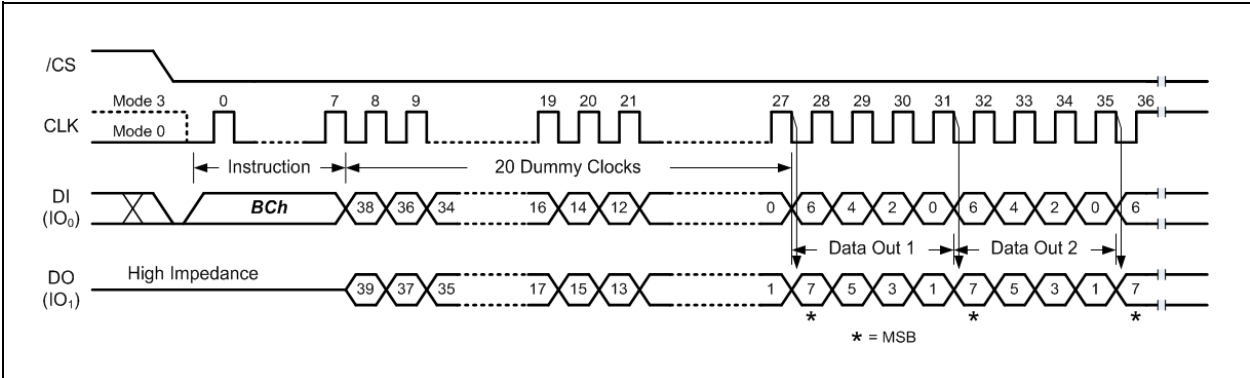 /CS
Mode 3 0 7 8 9 19 20 21 27 28 29 30 31 32 33 34 35 36
CLK
Mode 0
Instruction 20 Dummy Clocks
DI
(IO0)
BCh 38 36 34 16 14 12 0 6 4 2 0 6 4 2 0 6
Data Out 1 Data Out 2
DO
(IO1)
High Impedance
39 37 35 17 15 13 1 7 5 3 1 7 5 3 1 7
* * *
* = MSB